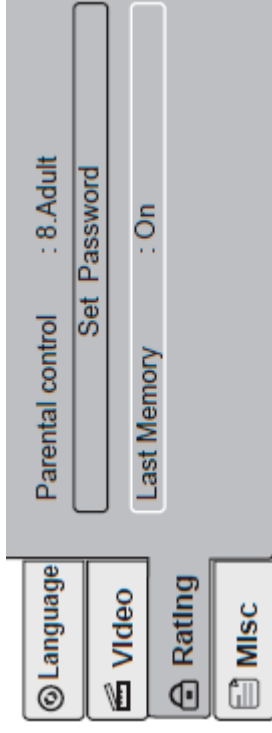 Language
Video
Rating
Misc
Parental control : 8.Adult
Set Password
Last Memory : On